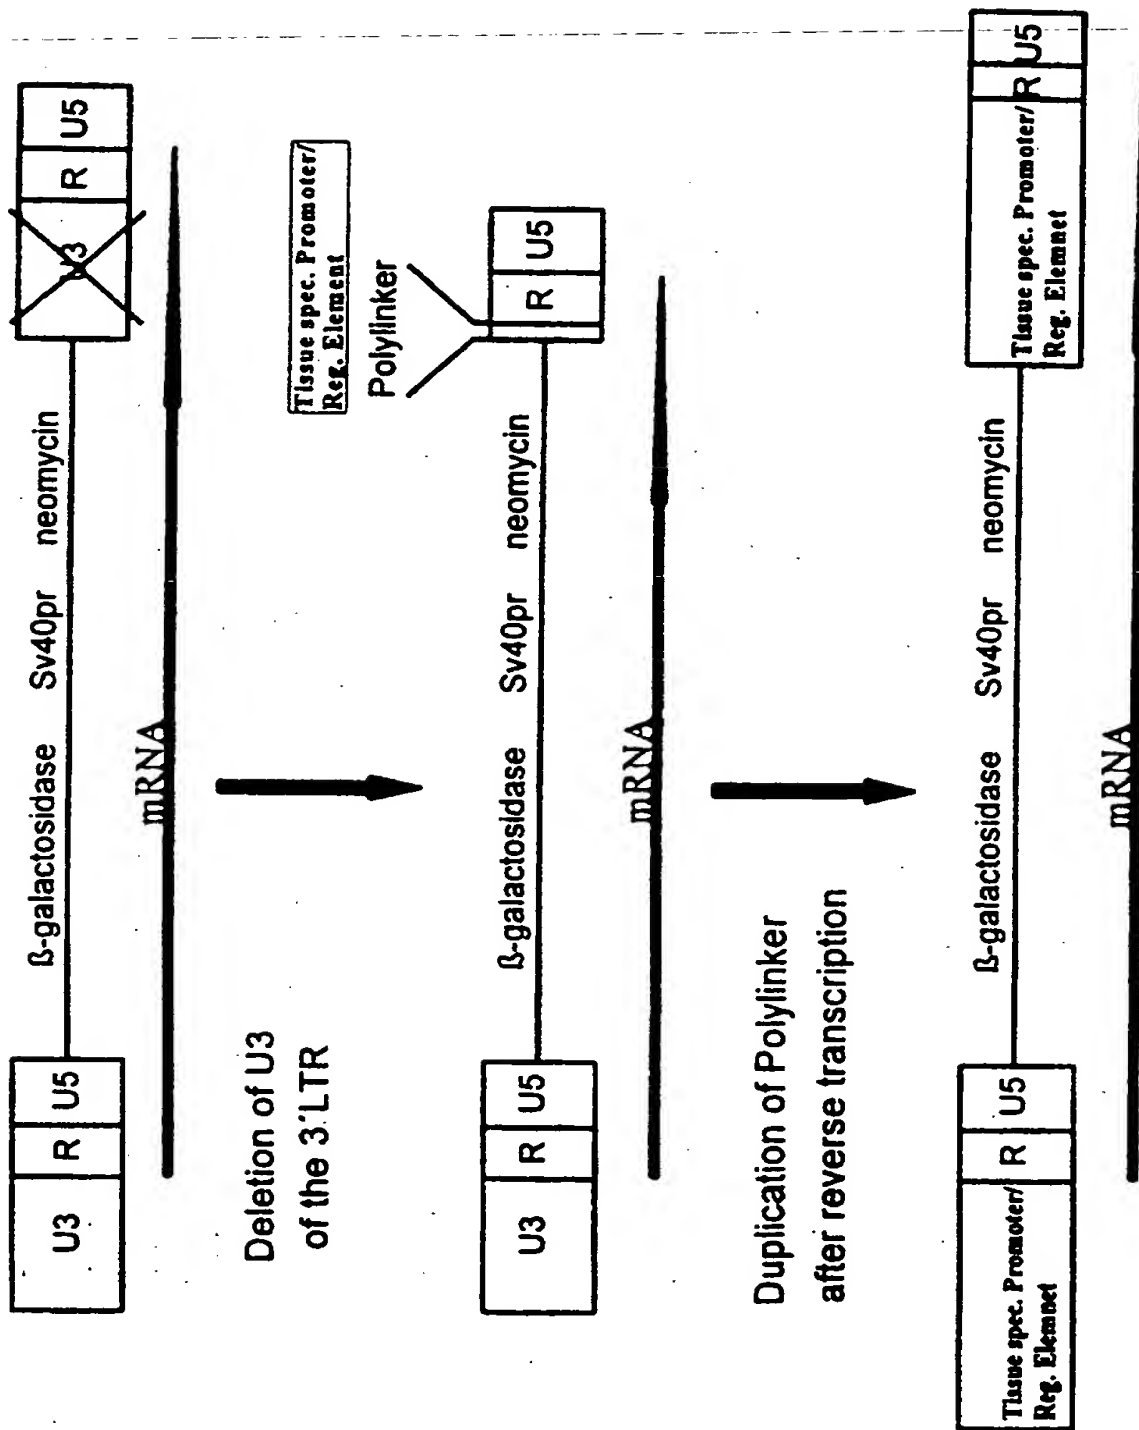 U3 R U5
ß-galactosidase Sv40pr neomycin
U3 R U5
mRNA
Deletion of U3
of the 3'LTR
Tissue spec. Promoter/
Reg. Element
Polylinker
U3 R U5
ß-galactosidase Sv40pr neomycin
R U5
mRNA
Duplication of Polylinker
after reverse transcription
Tissue spec. Promoter/
Reg. Elemnet
R U5
ß-galactosidase Sv40pr neomycin
Tissue spec. Promoter/
Reg. Elemnet
R U5
mRNA